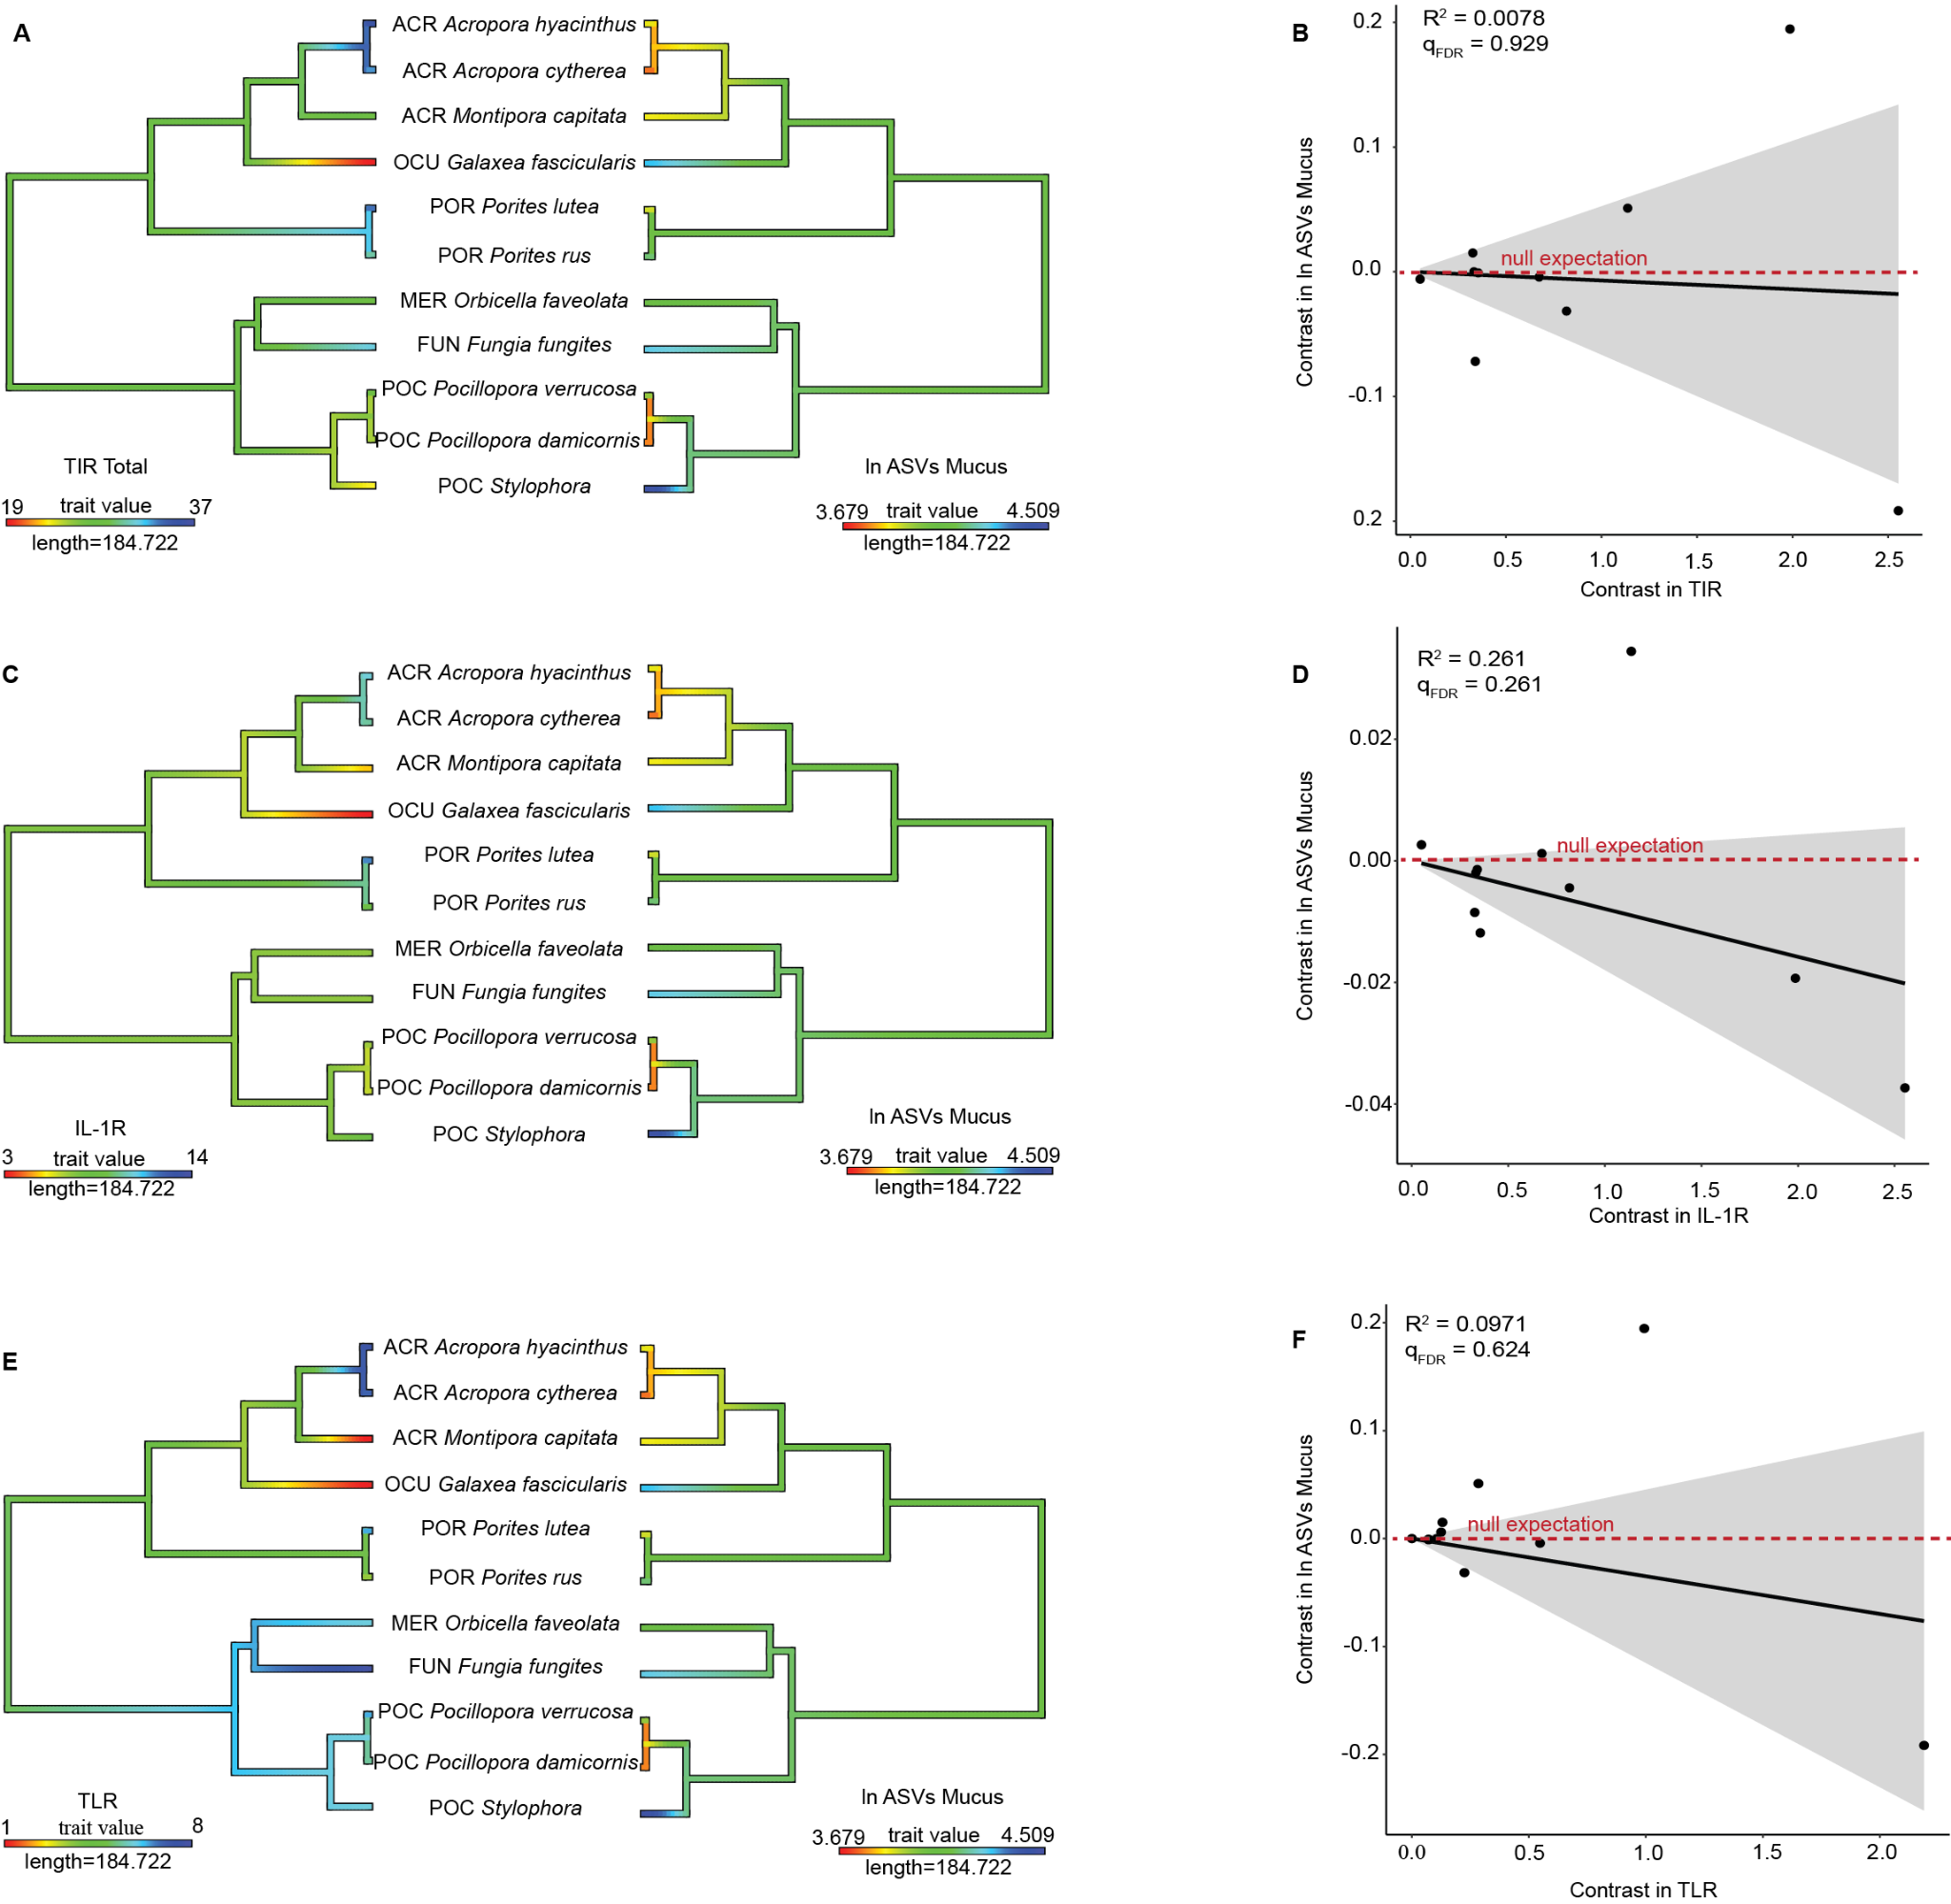 A
ACR Acropora hyacinthus
ACR Acropora cytherea
ACR Montipora capitata
OCU Galaxea fascicularis
POR Porites lutea
POR Porites rus
MER Orbicella faveolata
FUN Fungia fungites
POC Pocillopora verrucosa
POC Pocillopora damicornis
POC Stylophora
TIR Total
19 trait value 37
length=184.722
ln ASVs Mucus
3.679 trait value 4.509
length=184.722
B
R² = 0.0078
qFDR = 0.929
null expectation
Contrast in ln ASVs Mucus
0.2
0.1
0.0
-0.1
0.2
0.0 0.5 1.0 1.5 2.0 2.5
Contrast in TIR
C
ACR Acropora hyacinthus
ACR Acropora cytherea
ACR Montipora capitata
OCU Galaxea fascicularis
POR Porites lutea
POR Porites rus
MER Orbicella faveolata
FUN Fungia fungites
POC Pocillopora verrucosa
POC Pocillopora damicornis
POC Stylophora
IL-1R
3 trait value 14
length=184.722
ln ASVs Mucus
3.679 trait value 4.509
length=184.722
D
R² = 0.261
qFDR = 0.261
null expectation
Contrast in ln ASVs Mucus
0.02
0.00
-0.02
-0.04
0.0 0.5 1.0 1.5 2.0 2.5
Contrast in IL-1R
E
ACR Acropora hyacinthus
ACR Acropora cytherea
ACR Montipora capitata
OCU Galaxea fascicularis
POR Porites lutea
POR Porites rus
MER Orbicella faveolata
FUN Fungia fungites
POC Pocillopora verrucosa
POC Pocillopora damicornis
POC Stylophora
TLR
1 trait value 8
length=184.722
ln ASVs Mucus
3.679 trait value 4.509
length=184.722
F
R² = 0.0971
qFDR = 0.624
null expectation
Contrast in ln ASVs Mucus
0.2
0.1
0.0
-0.1
-0.2
0.0 0.5 1.0 1.5 2.0
Contrast in TLR